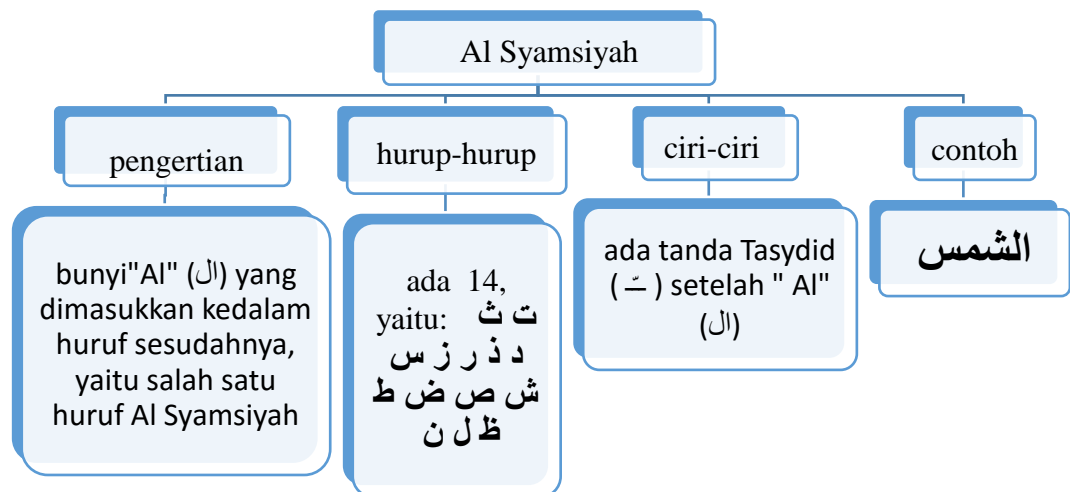 Al Syamsiyah
pengertian
hurup-hurup
ciri-ciri
contoh
bunyi"Al" (ال) yang
dimasukkan kedalam
huruf sesudahnya,
yaitu salah satu
huruf Al Syamsiyah
ada 14,
yaitu: ت ث
د ذ ر ز س
ش ص ض ط
ظ ل ن
ada tanda Tasydid
( ـّ ) setelah " Al"
(ال)
الشمس